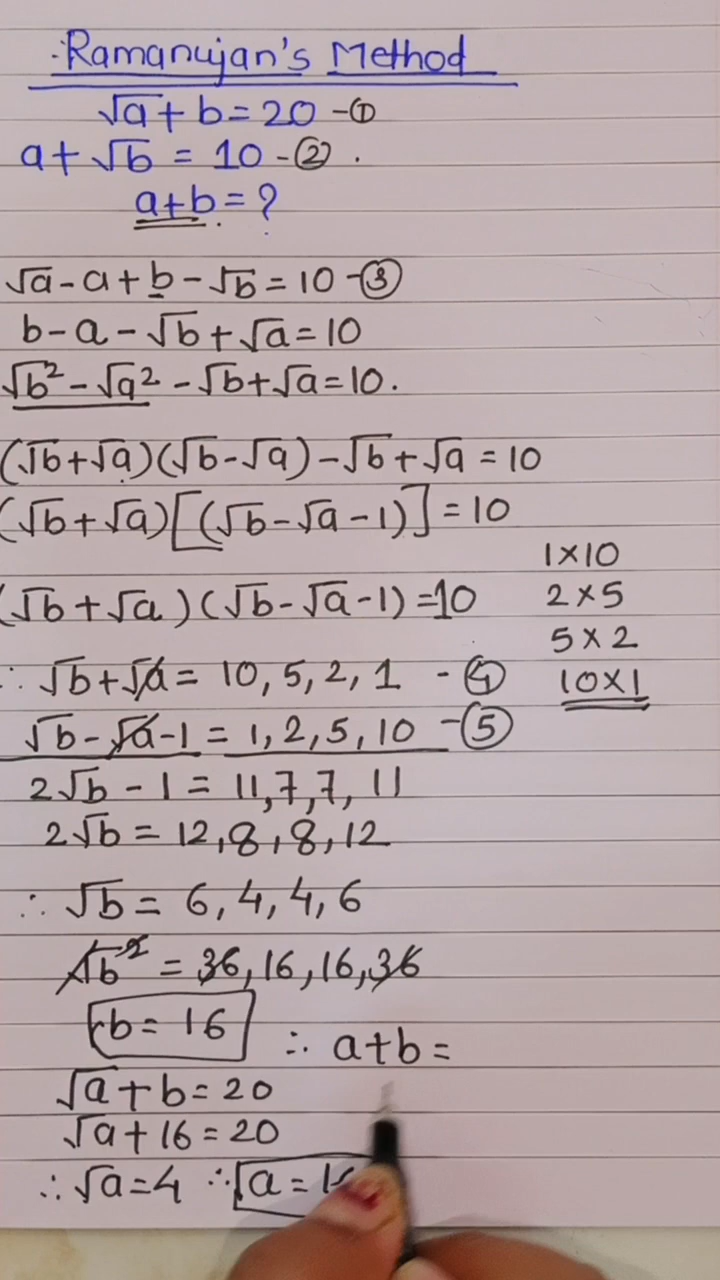 Ramanujan's Method
√a + b = 20 - ①
a + √b = 10 - ② .
a+b = ?
√a - a + b - √b = 10 - ③
b - a - √b + √a = 10
√b² - √a² - √b + √a = 10.
(√b+√a)(√b-√a) - √b + √a = 10
(√b+√a)[(√b-√a-1)] = 10
1×10
(√b+√a)(√b-√a-1) = 10
2×5
5×2
∴ √b+√a = 10, 5, 2, 1 - ④
10×1
√b-√a-1 = 1, 2, 5, 10 - ⑤
2√b - 1 = 11, 7, 7, 11
2√b = 12, 8, 8, 12
∴ √b = 6, 4, 4, 6
√b² = 36, 16, 16, 36
b = 16
∴ a+b =
√a + b = 20
√a + 16 = 20
∴ √a = 4 ∴ a =